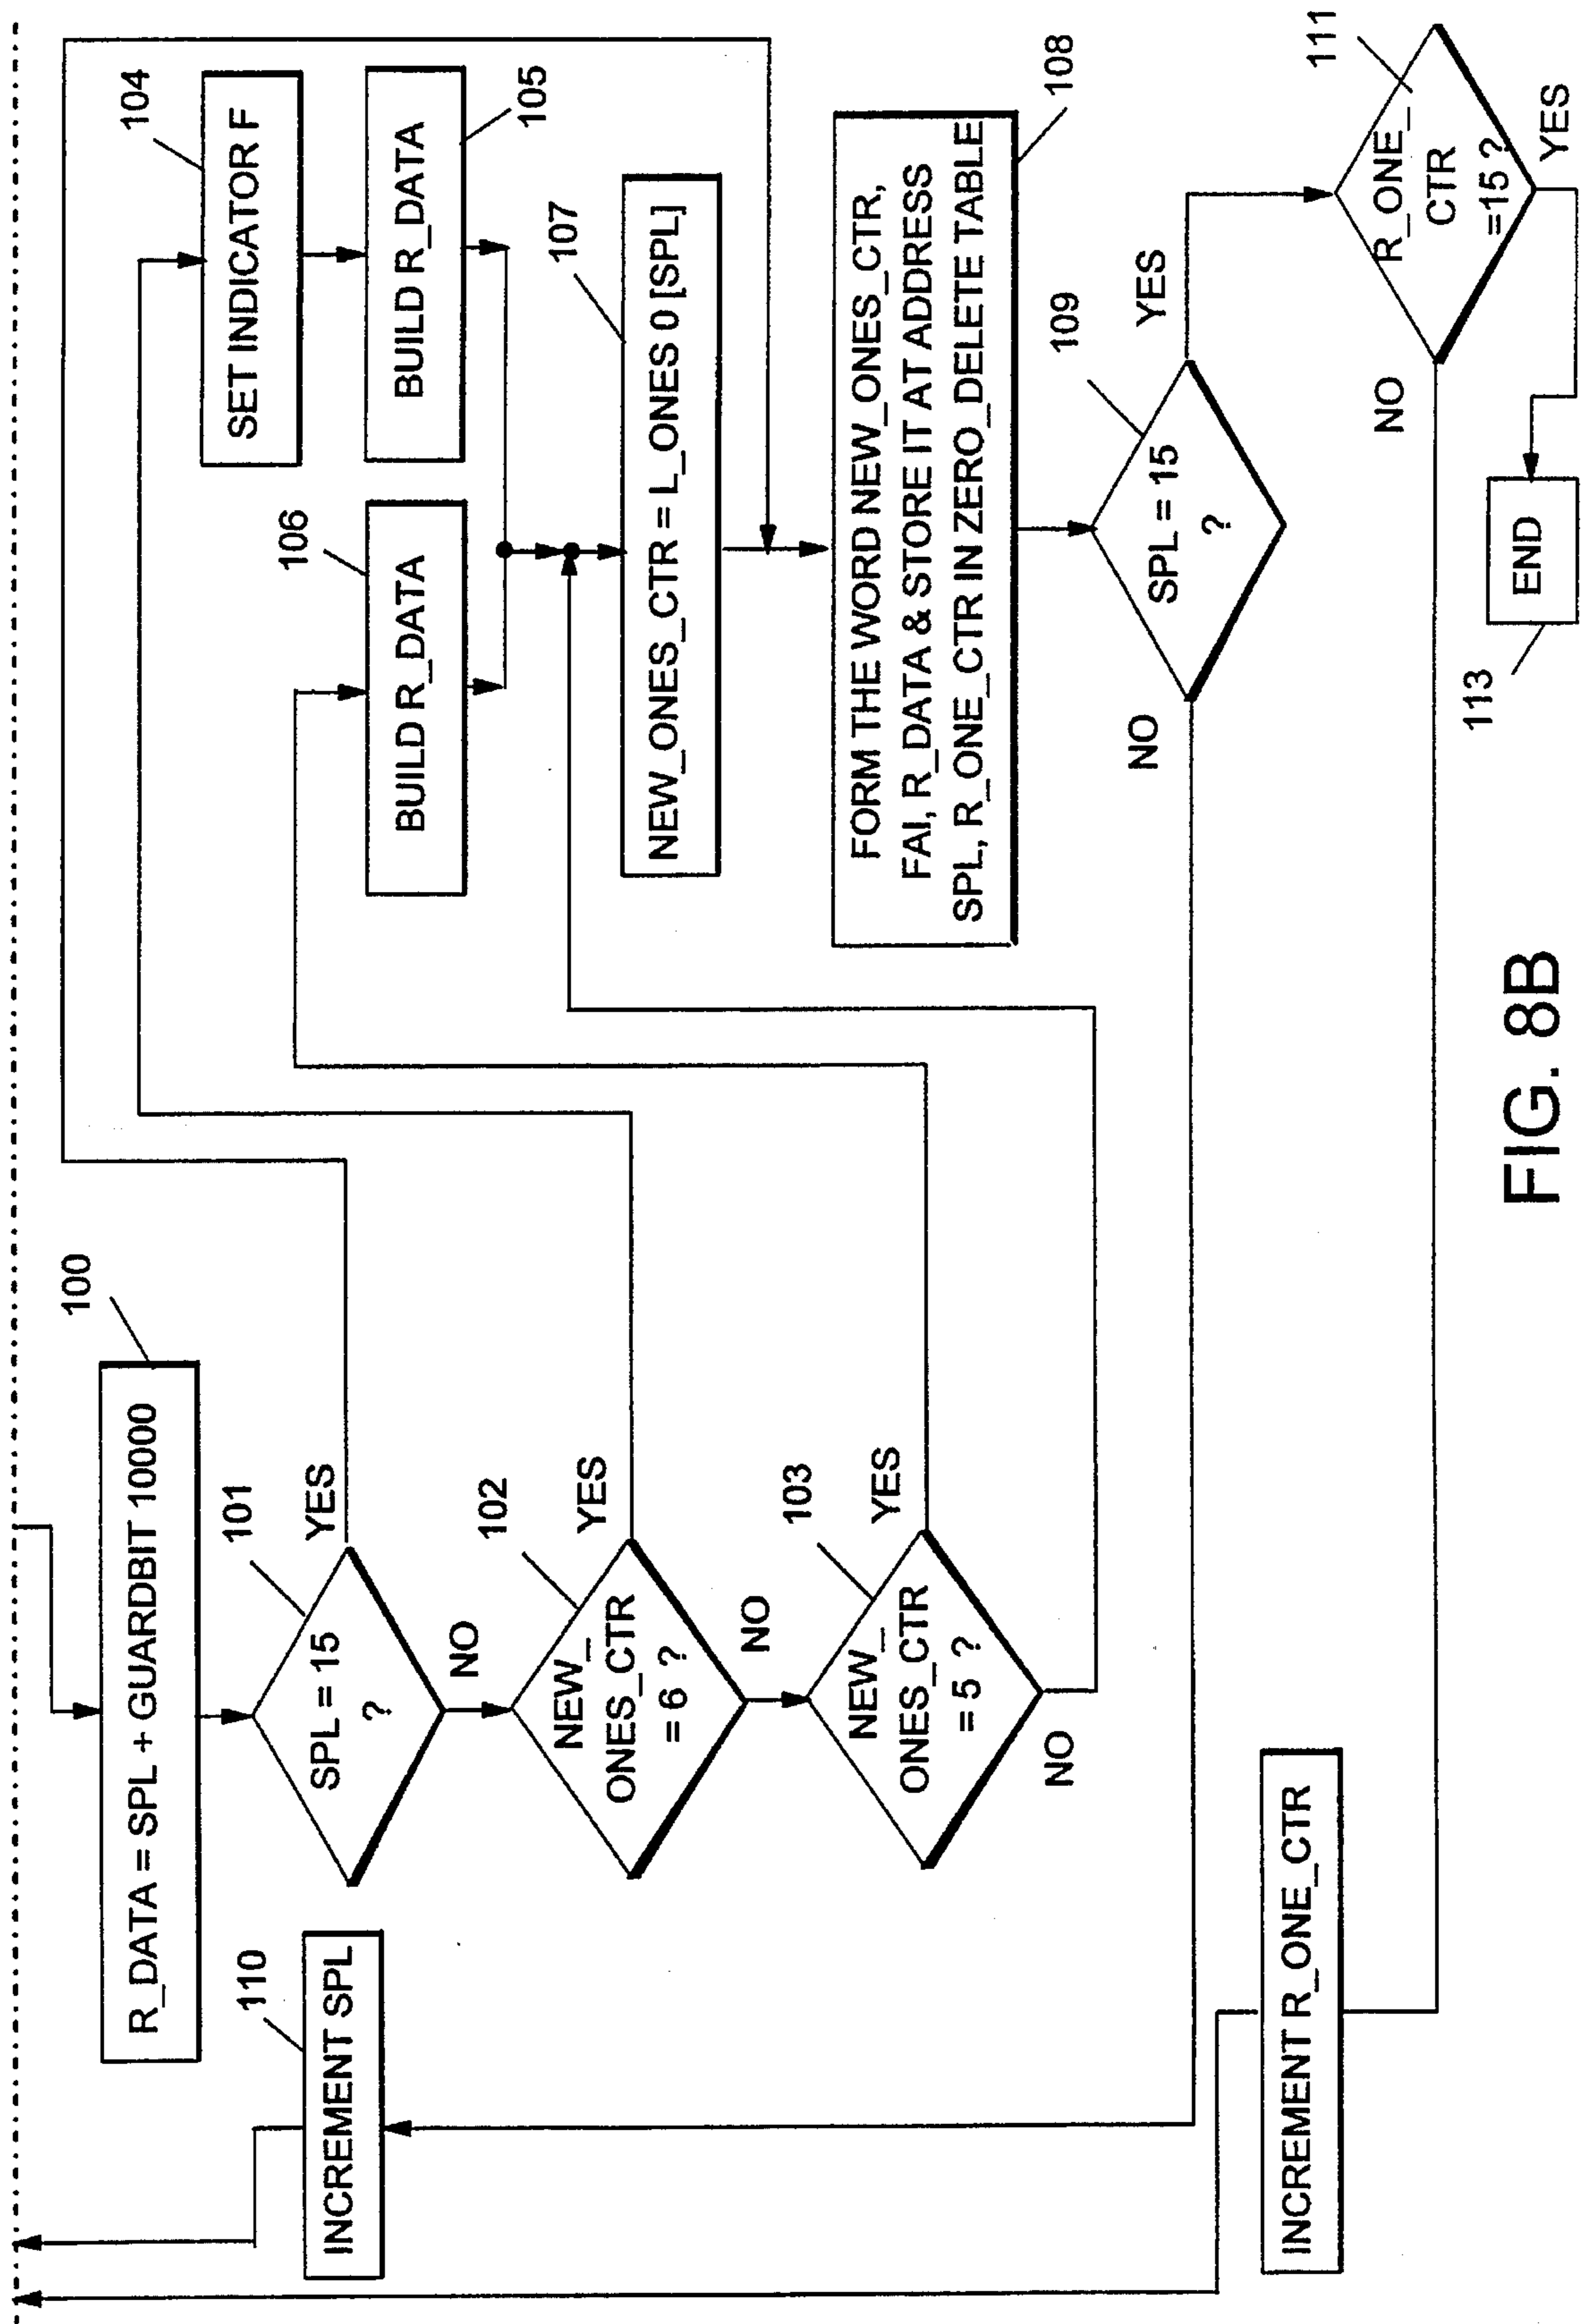 100
R_DATA = SPL + GUARDBIT 10000
110
INCREMENT SPL
101
SPL = 15
?
YES
NO
102
NEW_
ONES_CTR
= 6 ?
YES
NO
103
NEW_
ONES_CTR
= 5 ?
YES
NO
104
SET INDICATOR F
105
BUILD R_DATA
106
BUILD R_DATA
107
NEW_ONES_CTR = L_ONES 0 [SPL]
108
FORM THE WORD NEW_ONES_CTR,
FAI, R_DATA & STORE IT AT ADDRESS
SPL, R_ONE_CTR IN ZERO_DELETE TABLE
109
SPL = 15
?
YES
NO
111
R_ONE_
CTR
=15 ?
YES
NO
113
END
INCREMENT R_ONE_CTR
FIG. 8B